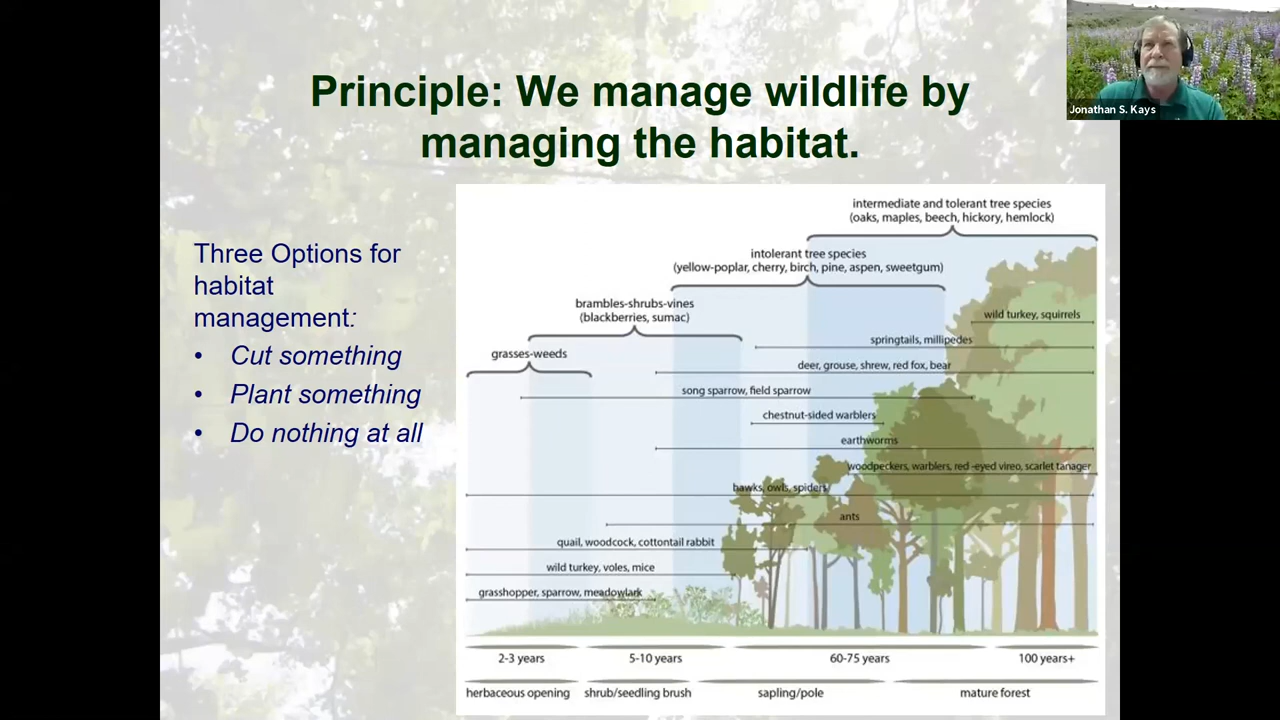 Principle: We manage wildlife by
managing the habitat.
Jonathan S. Kays
Three Options for
habitat
management:
• Cut something
• Plant something
• Do nothing at all
intermediate and tolerant tree species
(oaks, maples, beech, hickory, hemlock)
intolerant tree species
(yellow-poplar, cherry, birch, pine, aspen, sweetgum)
brambles-shrubs-vines
(blackberries, sumac)
grasses-weeds
wild turkey, squirrels
springtails, millipedes
deer, grouse, shrew, red fox, bear
song sparrow, field sparrow
chestnut-sided warblers
earthworms
woodpeckers, warblers, red-eyed vireo, scarlet tanager
hawks, owls, spiders
ants
quail, woodcock, cottontail rabbit
wild turkey, voles, mice
grasshopper, sparrow, meadowlark
2-3 years 5-10 years 60-75 years 100 years+
herbaceous opening shrub/seedling brush sapling/pole mature forest